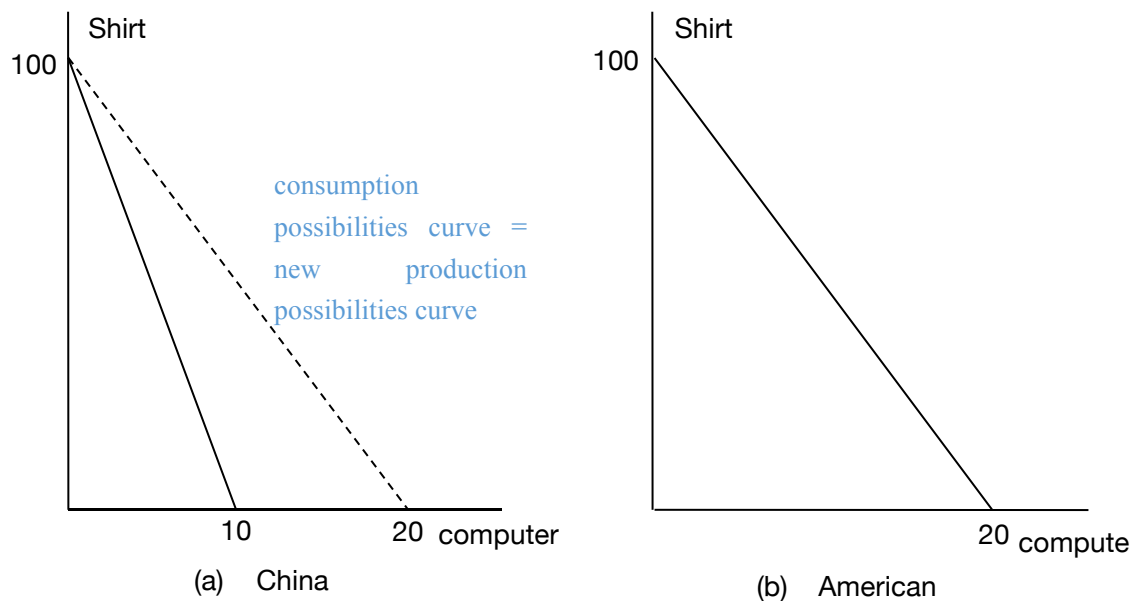 Shirt
100
consumption
possibilities curve =
new production
possibilities curve
10
20
computer
(a) China
Shirt
100
20
compute
(b) American